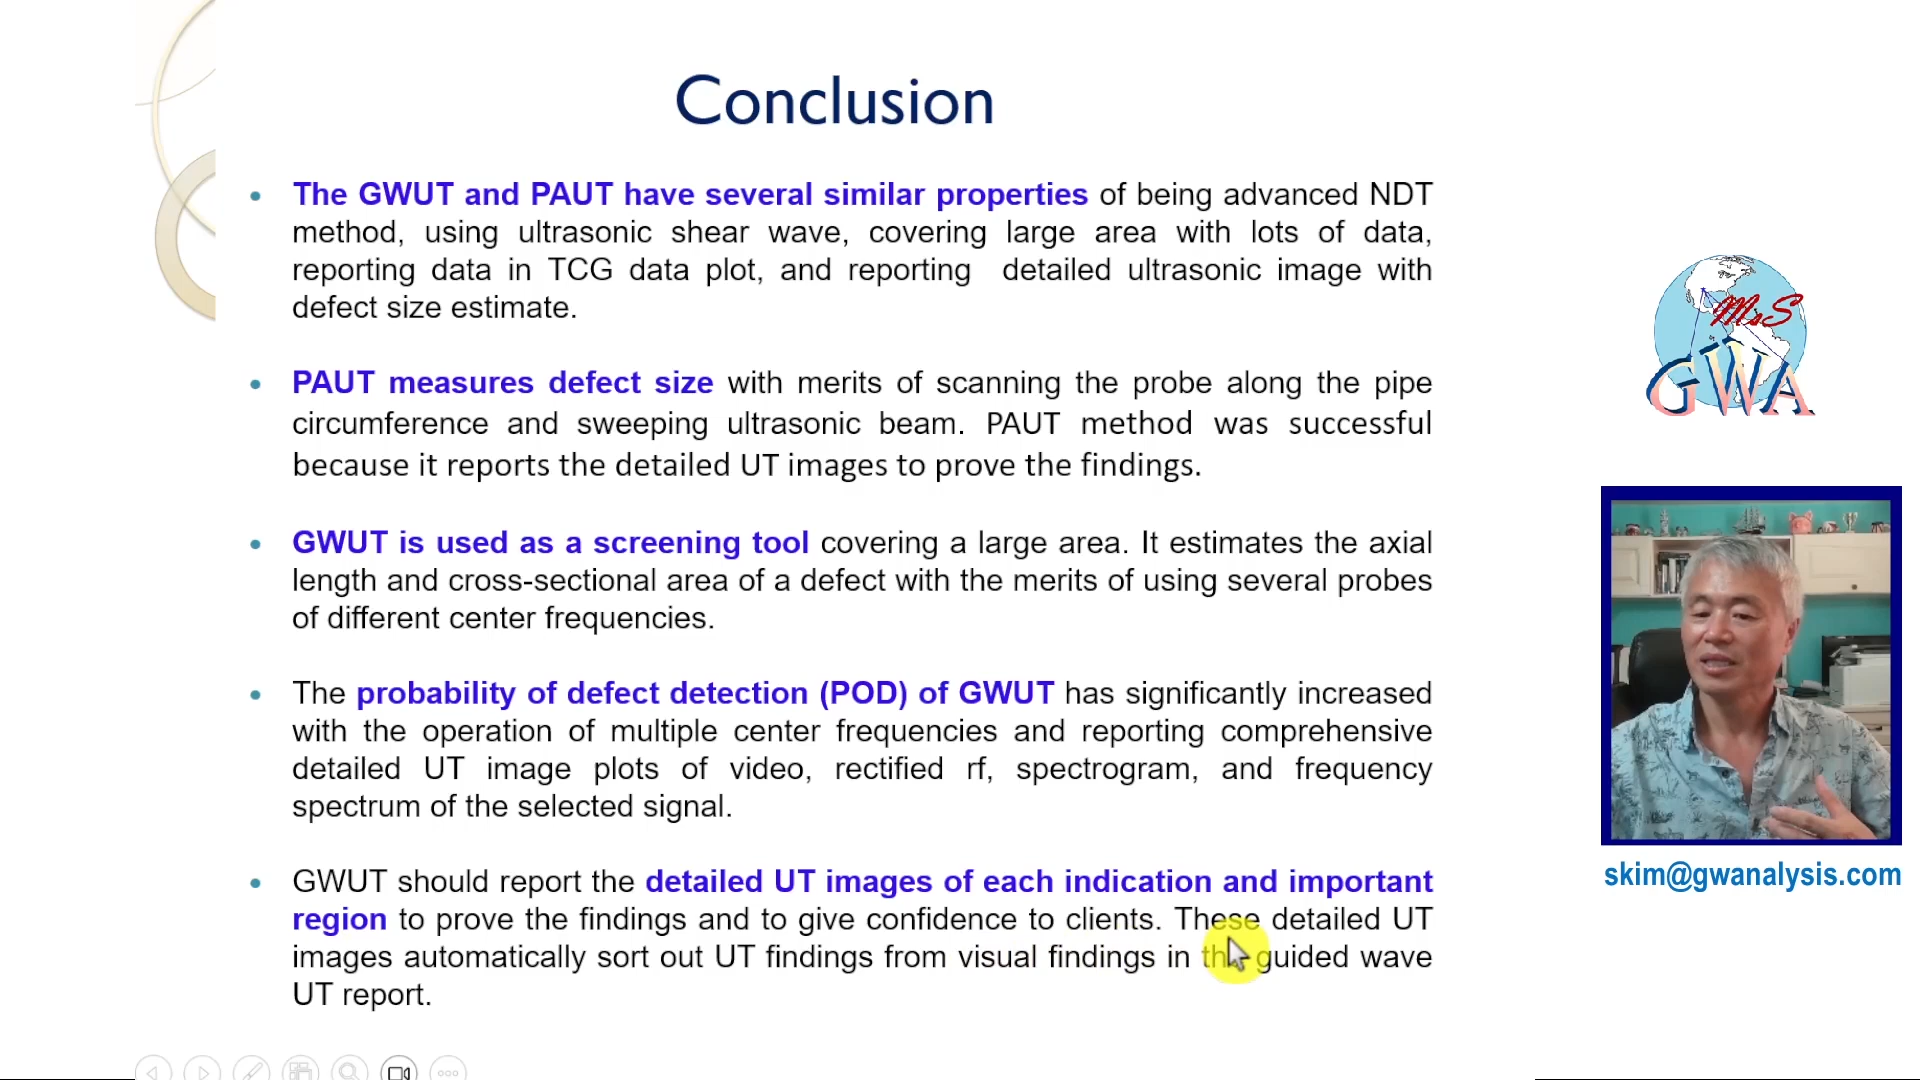 Conclusion
The GWUT and PAUT have several similar properties of being advanced NDT
method, using ultrasonic shear wave, covering large area with lots of data,
reporting data in TCG data plot, and reporting detailed ultrasonic image with
defect size estimate.
PAUT measures defect size with merits of scanning the probe along the pipe
circumference and sweeping ultrasonic beam. PAUT method was successful
because it reports the detailed UT images to prove the findings.
GWUT is used as a screening tool covering a large area. It estimates the axial
length and cross-sectional area of a defect with the merits of using several probes
of different center frequencies.
The probability of defect detection (POD) of GWUT has significantly increased
with the operation of multiple center frequencies and reporting comprehensive
detailed UT image plots of video, rectified rf, spectrogram, and frequency
spectrum of the selected signal.
GWUT should report the detailed UT images of each indication and important
region to prove the findings and to give confidence to clients. These detailed UT
images automatically sort out UT findings from visual findings in the guided wave
UT report.
MsS
GWA
skim@gwanalysis.com